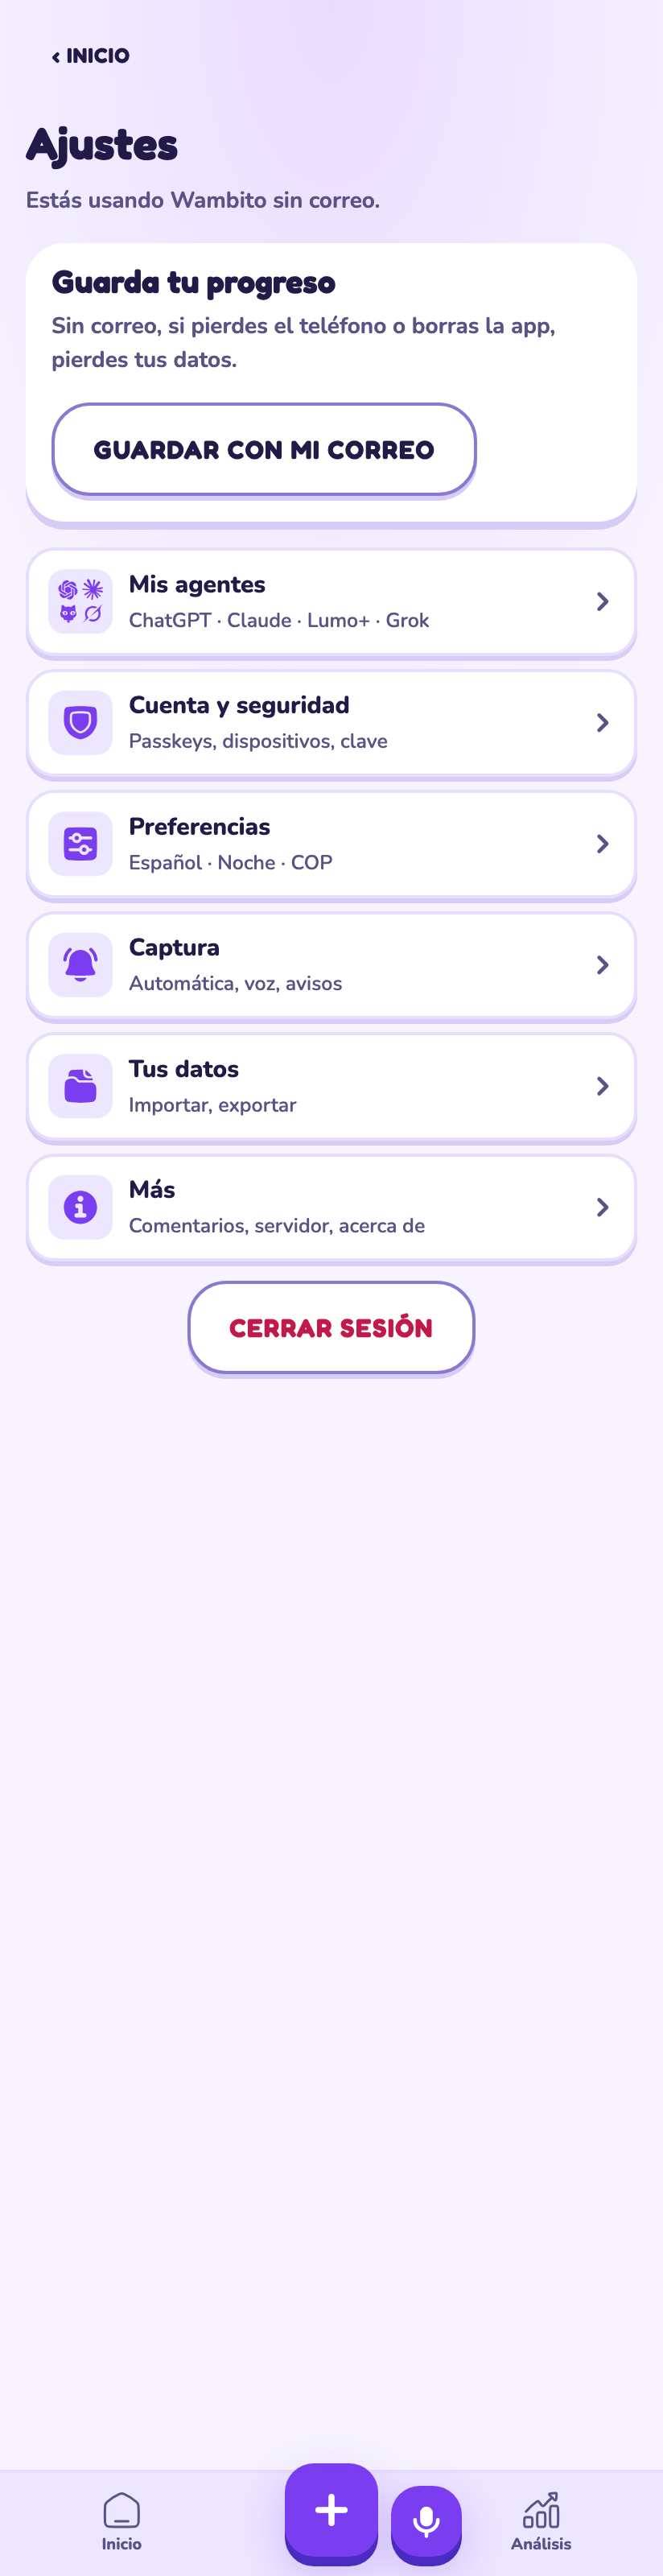 ‹ INICIO
Ajustes
Estás usando Wambito sin correo.
Guarda tu progreso
Sin correo, si pierdes el teléfono o borras la app,
pierdes tus datos.
GUARDAR CON MI CORREO
Mis agentes
ChatGPT · Claude · Lumo+ · Grok
Cuenta y seguridad
Passkeys, dispositivos, clave
Preferencias
Español · Noche · COP
Captura
Automática, voz, avisos
Tus datos
Importar, exportar
Más
Comentarios, servidor, acerca de
CERRAR SESIÓN
Inicio
Análisis